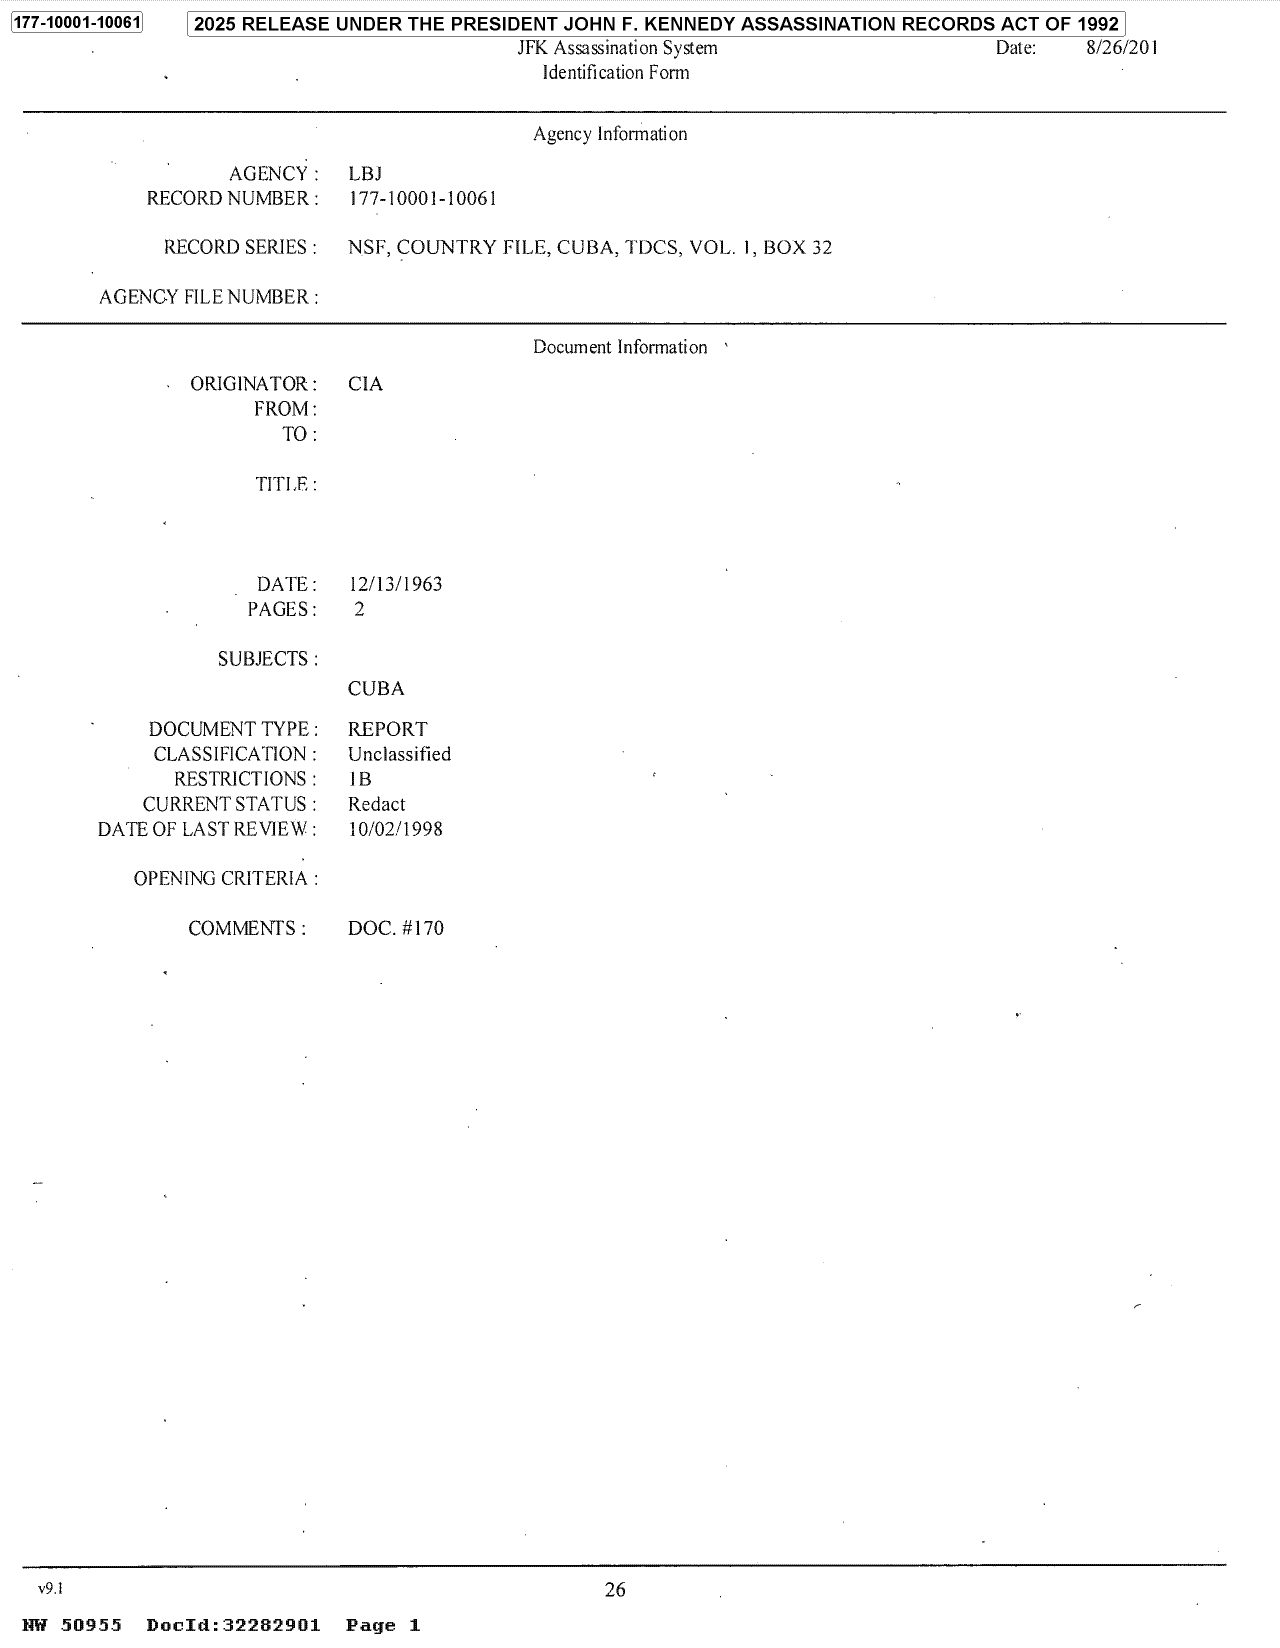 177-10001-10061 2025 RELEASE UNDER THE PRESIDENT JOHN F. KENNEDY ASSASSINATION RECORDS ACT OF 1992
JFK Assassination System Date: 8/26/201
Identification Form
Agency Information
AGENCY : LBJ
RECORD NUMBER : 177-10001-10061
RECORD SERIES : NSF, COUNTRY FILE, CUBA, TDCS, VOL. 1, BOX 32
AGENCY FILE NUMBER :
Document Information
ORIGINATOR : CIA
FROM :
TO :
TITLE :
DATE : 12/13/1963
PAGES : 2
SUBJECTS :
CUBA
DOCUMENT TYPE : REPORT
CLASSIFICATION : Unclassified
RESTRICTIONS : 1B
CURRENT STATUS : Redact
DATE OF LAST REVIEW : 10/02/1998
OPENING CRITERIA :
COMMENTS : DOC. #170
v9.1 26
NW 50955 DocId:32282901 Page 1